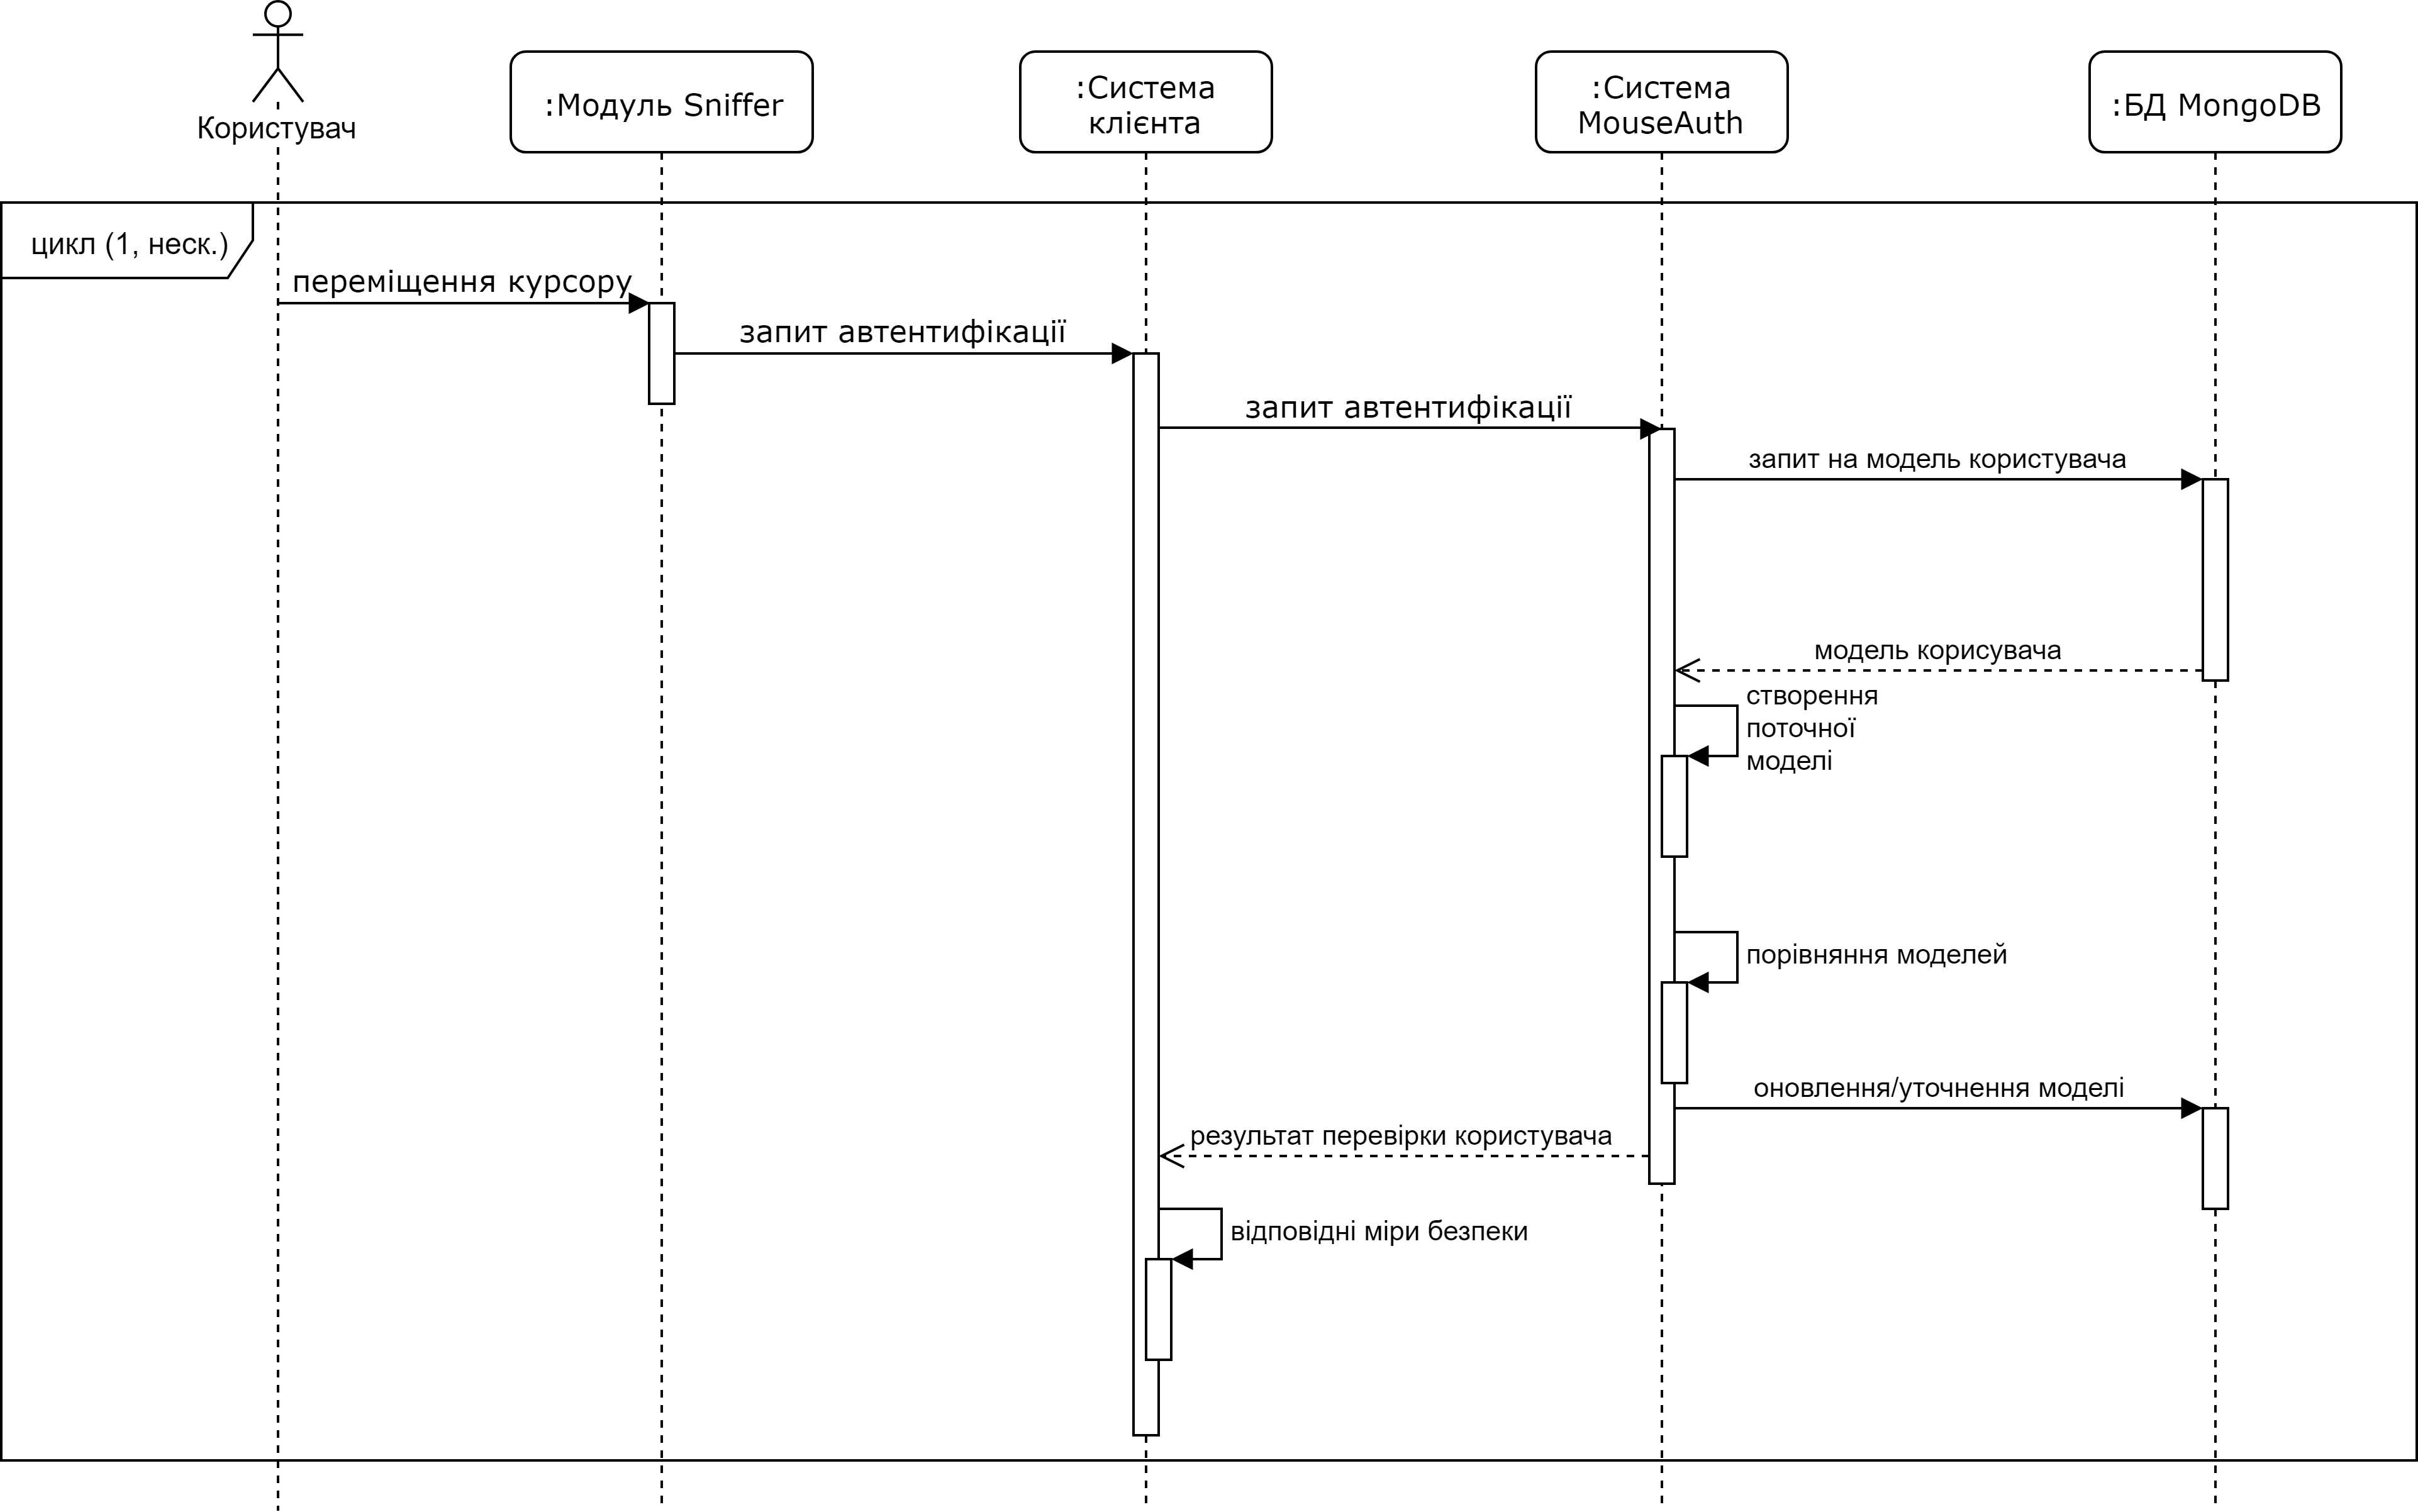 Користувач
:Модуль Sniffer
:Система
клієнта
:Система
MouseAuth
:БД MongoDB
цикл (1, неск.)
переміщення курсору
запит автентифікації
запит автентифікації
запит на модель користувача
модель корисувача
створення
поточної
моделі
порівняння моделей
оновлення/уточнення моделі
результат перевірки користувача
відповідні міри безпеки